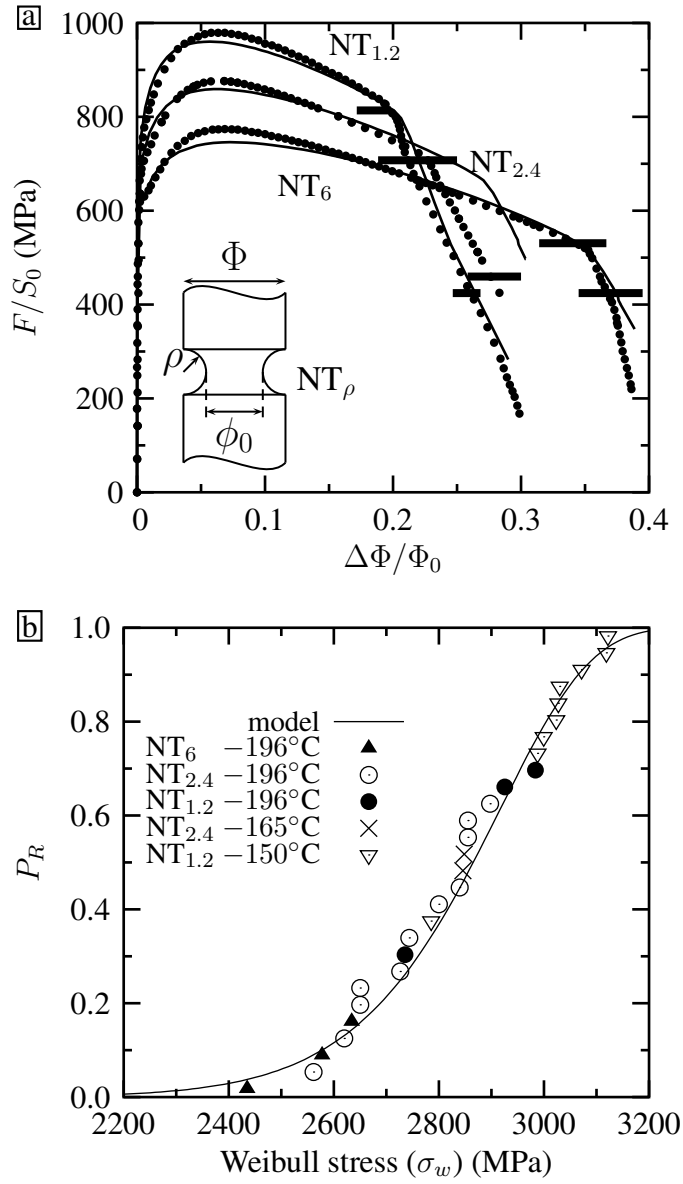 a
1000
800
600
400
200
0
F/S₀ (MPa)
NT₁.₂
NT₂.₄
NT₆
Φ
ρ
NTρ
ϕ₀
0 0.1 0.2 0.3 0.4
ΔΦ/Φ₀
b
1.0
0.8
0.6
0.4
0.2
0.0
P_R
model
NT₆ −196°C
NT₂.₄ −196°C
NT₁.₂ −196°C
NT₂.₄ −165°C
NT₁.₂ −150°C
2200 2400 2600 2800 3000 3200
Weibull stress (σ_w) (MPa)